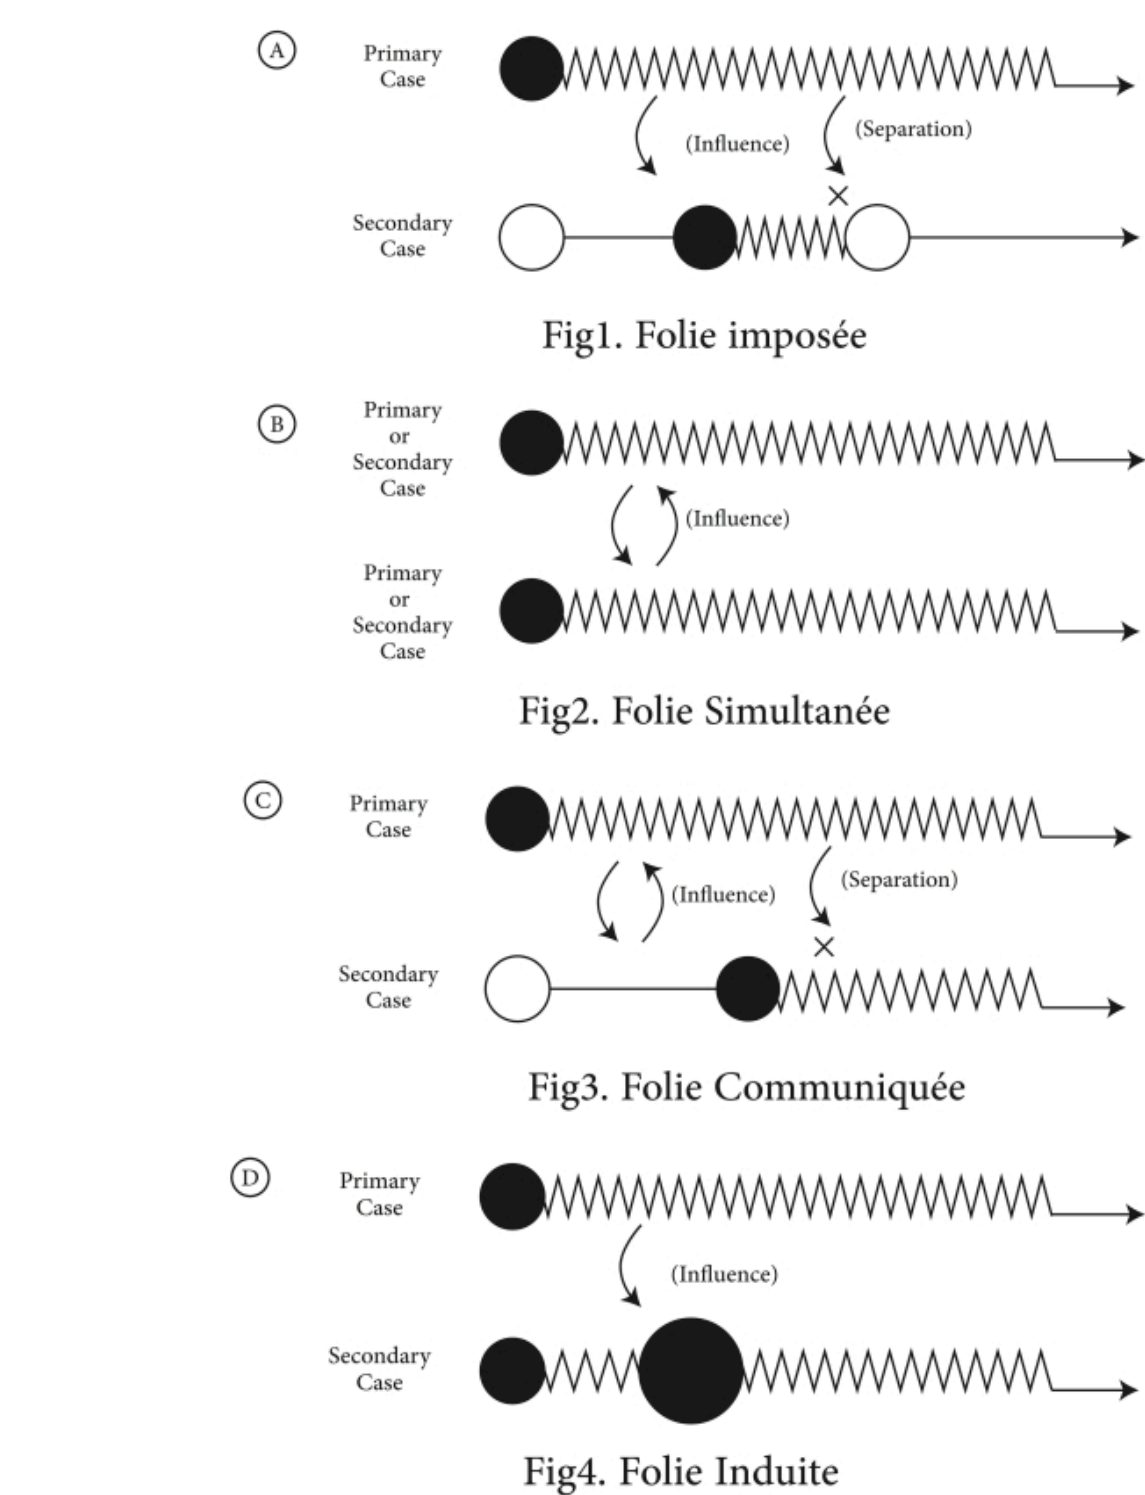 A
Primary
Case
(Influence)
(Separation)
Secondary
Case
Fig1. Folie imposée
B
Primary
or
Secondary
Case
(Influence)
Primary
or
Secondary
Case
Fig2. Folie Simultanée
C
Primary
Case
(Influence)
(Separation)
Secondary
Case
Fig3. Folie Communiquée
D
Primary
Case
(Influence)
Secondary
Case
Fig4. Folie Induite